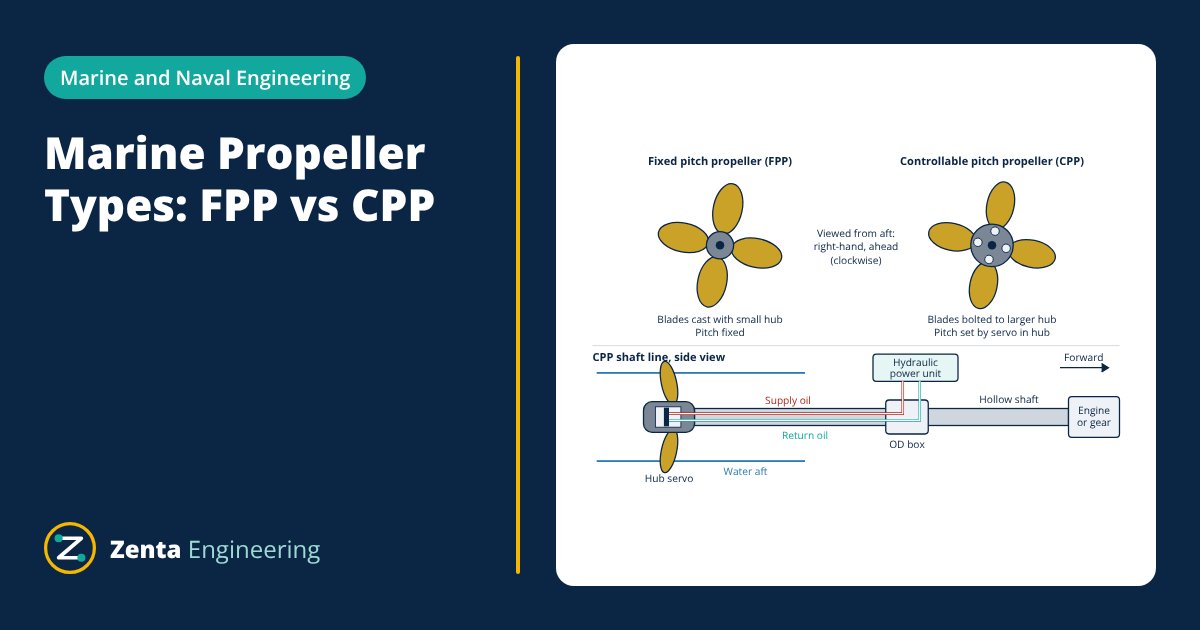 Marine and Naval Engineering
Marine Propeller
Types: FPP vs CPP
Zenta Engineering
Fixed pitch propeller (FPP)
Controllable pitch propeller (CPP)
Viewed from aft:
right-hand, ahead
(clockwise)
Blades cast with small hub
Pitch fixed
Blades bolted to larger hub
Pitch set by servo in hub
CPP shaft line, side view
Hydraulic
power unit
Forward
Supply oil
Hollow shaft
Engine
or gear
Return oil
OD box
Water aft
Hub servo